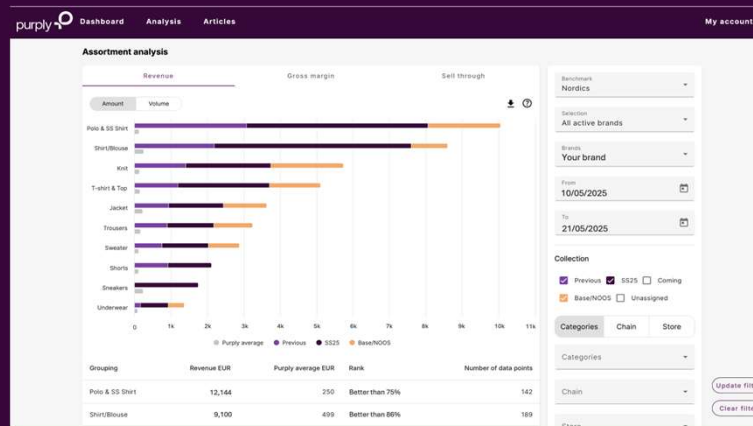 purply
Dashboard Analysis Articles My account
Assortment analysis
Revenue Gross margin Sell through
Amount Volume
Polo & SS Shirt
Shirt/Blouse
Knit
T-shirt & Top
Jacket
Trousers
Sweater
Shorts
Sneakers
Underwear
0 1k 2k 3k 4k 5k 6k 7k 8k 9k 10k 11k
Purply average Previous SS25 Base/NOOS
Grouping Revenue EUR Purply average EUR Rank Number of data points
Polo & SS Shirt 12,144 250 Better than 75% 142
Shirt/Blouse 9,100 499 Better than 86% 189
Benchmark
Nordics
Selection
All active brands
Brands
Your brand
From
10/05/2025
To
21/05/2025
Collection
Previous SS25 Coming
Base/NOOS Unassigned
Categories Chain Store
Categories
Chain
Store
Update filt
Clear filte